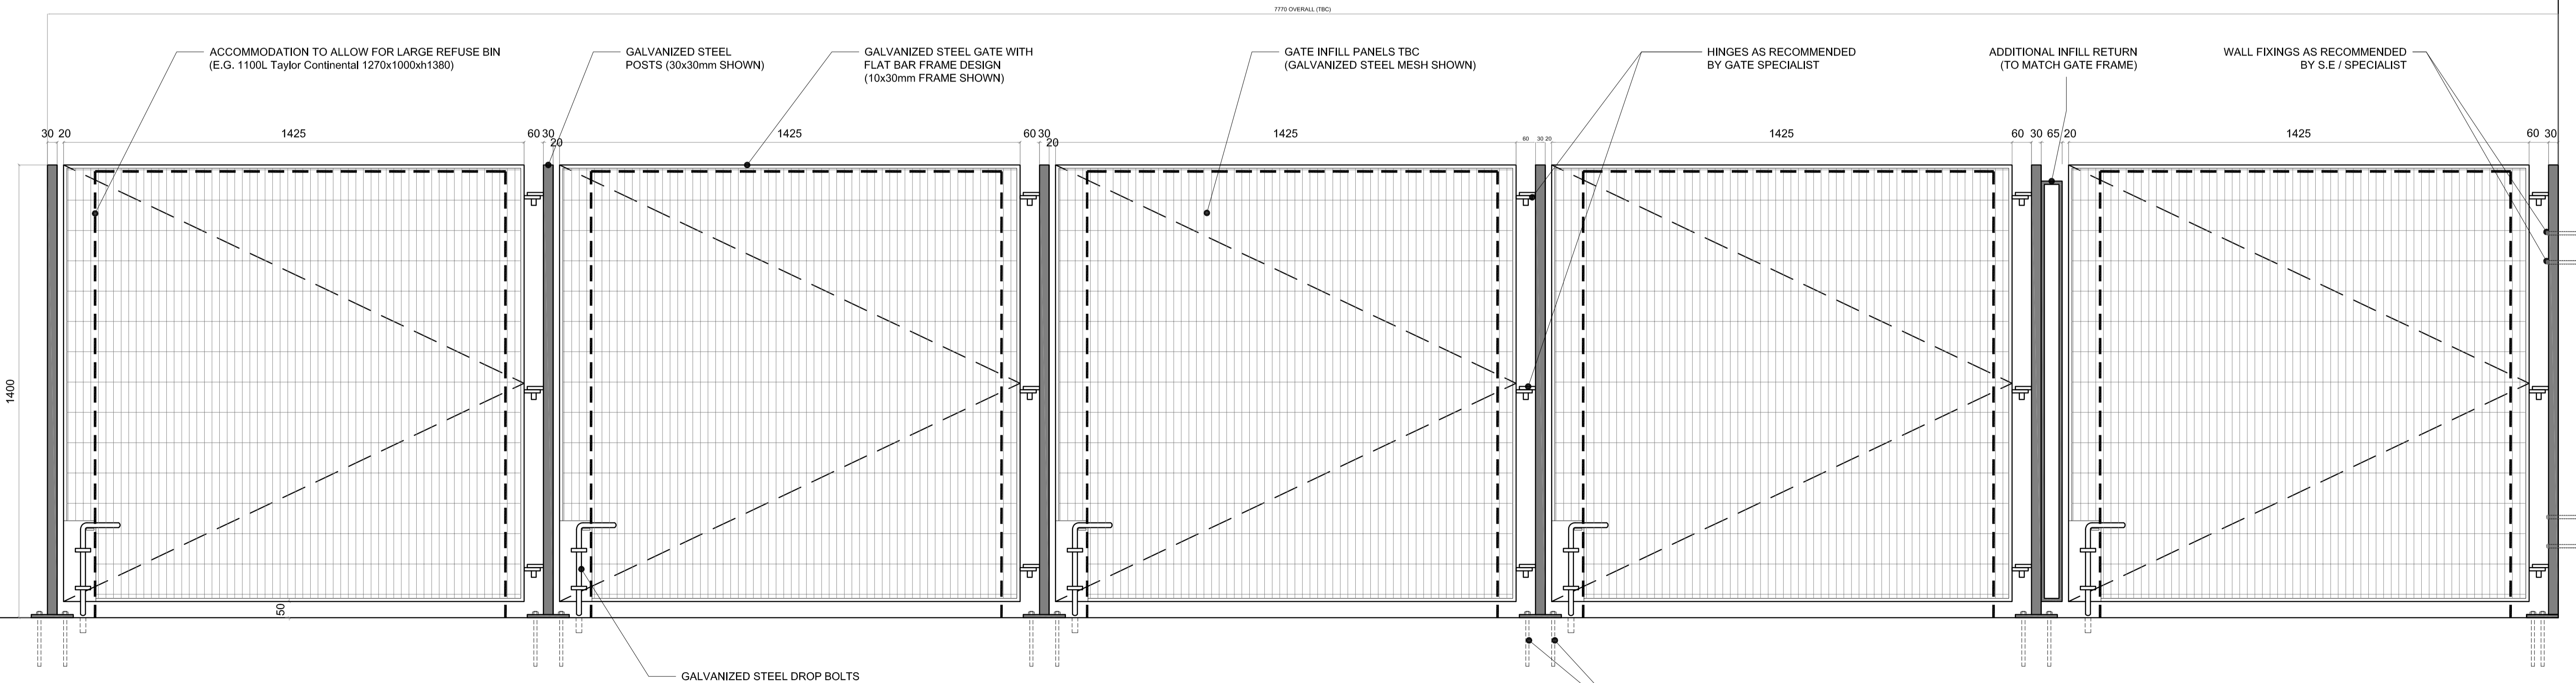 7770 OVERALL (TBC)
ACCOMMODATION TO ALLOW FOR LARGE REFUSE BIN
(E.G. 1100L Taylor Continental 1270x1000xh1380)
GALVANIZED STEEL
POSTS (30x30mm SHOWN)
GALVANIZED STEEL GATE WITH
FLAT BAR FRAME DESIGN
(10x30mm FRAME SHOWN)
GATE INFILL PANELS TBC
(GALVANIZED STEEL MESH SHOWN)
HINGES AS RECOMMENDED
BY GATE SPECIALIST
ADDITIONAL INFILL RETURN
(TO MATCH GATE FRAME)
WALL FIXINGS AS RECOMMENDED
BY S.E / SPECIALIST
30 20 1425 60 30 20 1425 60 30 20 1425 60 30 20 1425 60 30 65 20 1425 60 30
1400
50
GALVANIZED STEEL DROP BOLTS